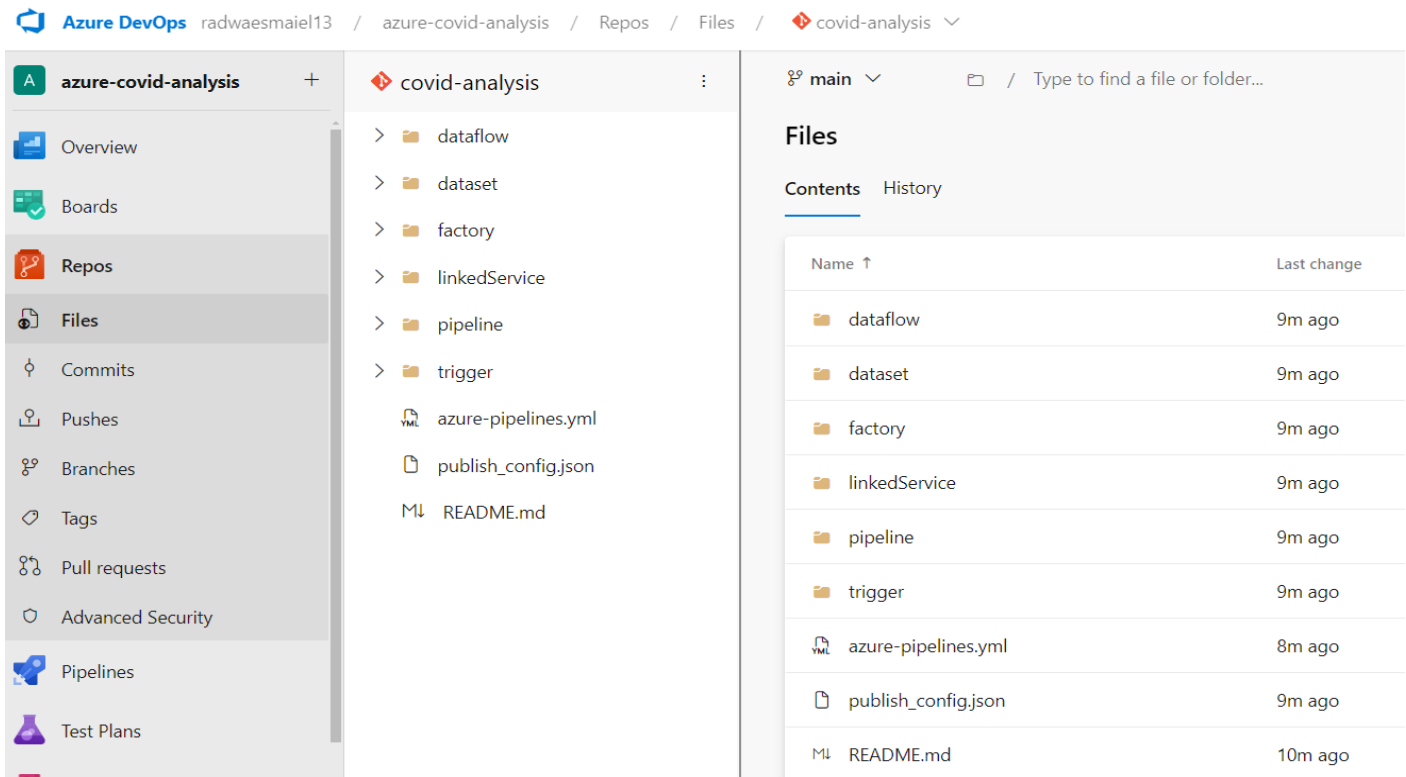 Azure DevOps radwaesmaiel13 / azure-covid-analysis / Repos / Files / covid-analysis
A azure-covid-analysis +
Overview
Boards
Repos
Files
Commits
Pushes
Branches
Tags
Pull requests
Advanced Security
Pipelines
Test Plans
covid-analysis
dataflow
dataset
factory
linkedService
pipeline
trigger
YML azure-pipelines.yml
publish_config.json
M↓ README.md
main / Type to find a file or folder...
Files
Contents History
Name ↑ Last change
dataflow 9m ago
dataset 9m ago
factory 9m ago
linkedService 9m ago
pipeline 9m ago
trigger 9m ago
YML azure-pipelines.yml 8m ago
publish_config.json 9m ago
M↓ README.md 10m ago